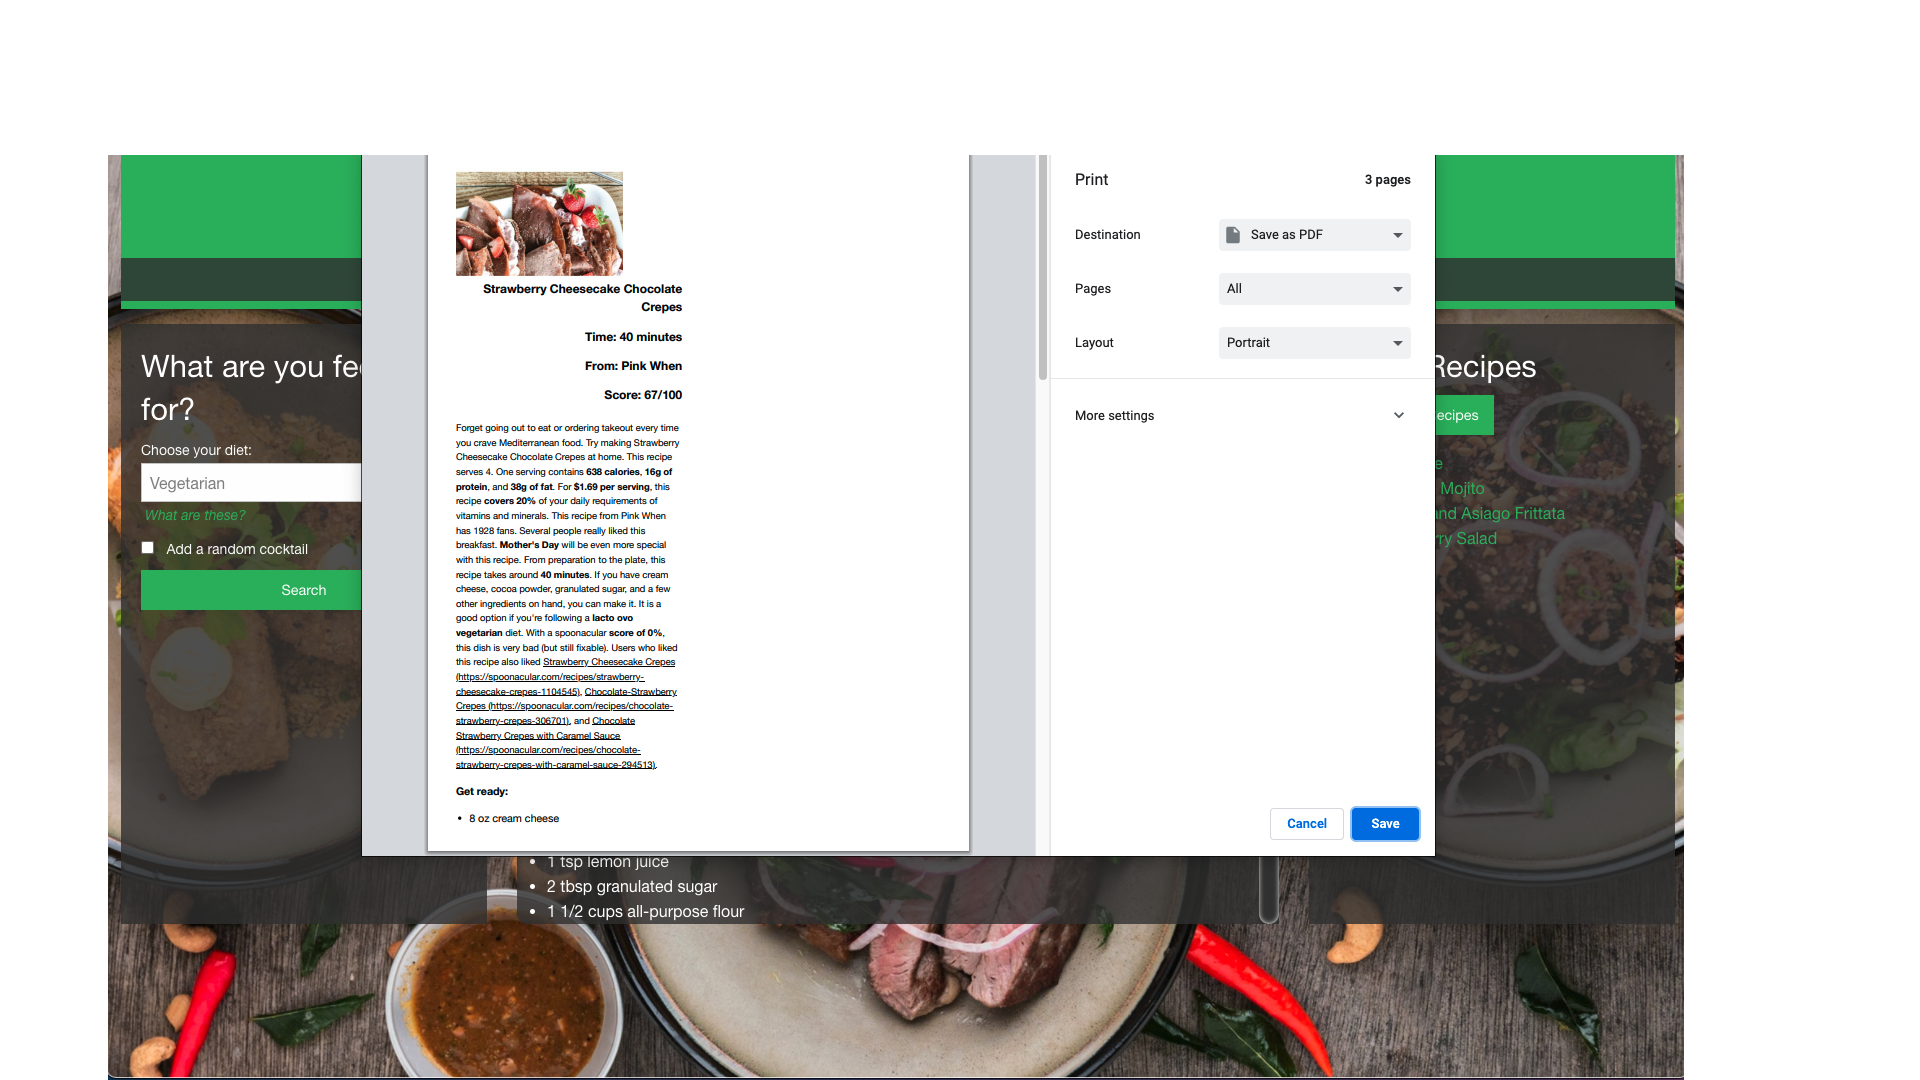 What are you fe
for?
Choose your diet:
Vegetarian
What are these?
Add a random cocktail
Search
Strawberry Cheesecake Chocolate
Crepes
Time: 40 minutes
From: Pink When
Score: 67/100
Forget going out to eat or ordering takeout every time
you crave Mediterranean food. Try making Strawberry
Cheesecake Chocolate Crepes at home. This recipe
serves 4. One serving contains 638 calories, 16g of
protein, and 38g of fat. For $1.69 per serving, this
recipe covers 20% of your daily requirements of
vitamins and minerals. This recipe from Pink When
has 1928 fans. Several people really liked this
breakfast. Mother's Day will be even more special
with this recipe. From preparation to the plate, this
recipe takes around 40 minutes. If you have cream
cheese, cocoa powder, granulated sugar, and a few
other ingredients on hand, you can make it. It is a
good option if you're following a lacto ovo
vegetarian diet. With a spoonacular score of 0%,
this dish is very bad (but still fixable). Users who liked
this recipe also liked Strawberry Cheesecake Crepes
(https://spoonacular.com/recipes/strawberry-
cheesecake-crepes-1104545), Chocolate-Strawberry
Crepes (https://spoonacular.com/recipes/chocolate-
strawberry-crepes-306701), and Chocolate
Strawberry Crepes with Caramel Sauce
(https://spoonacular.com/recipes/chocolate-
strawberry-crepes-with-caramel-sauce-294513).
Get ready:
• 8 oz cream cheese
• 1 tsp lemon juice
• 2 tbsp granulated sugar
• 1 1/2 cups all-purpose flour
Print
3 pages
Destination
Save as PDF
Pages
All
Layout
Portrait
More settings
Cancel
Save
Recipes
ecipes
e
Mojito
and Asiago Frittata
rry Salad